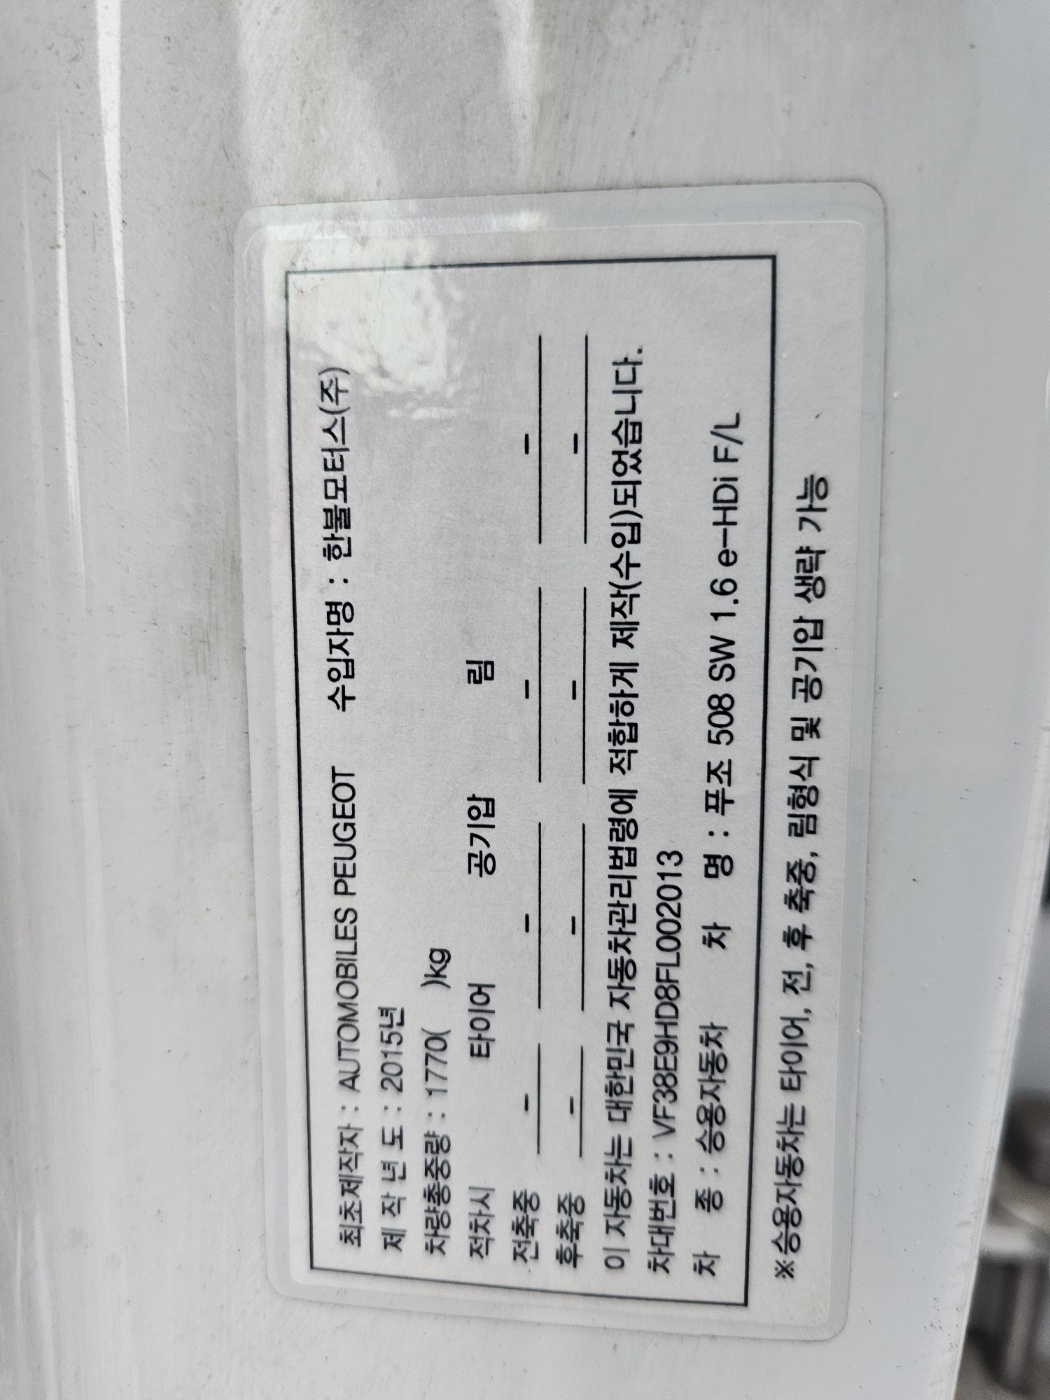 최초제작자 : AUTOMOBILES PEUGEOT 수입자명 : 한불모터스(주)
제 작 년 도 : 2015년
차량총중량 : 1770( )kg
적차시 타이어 공기압 림
전축중 - - - -
후축중 - - - -
이 자동차는 대한민국 자동차관리법령에 적합하게 제작(수입)되었습니다.
차대번호 : VF38E9HD8FL002013
차 종 : 승용자동차 차 명 : 푸조 508 SW 1.6 e-HDi F/L
※승용자동차는 타이어, 전, 후 축중, 림형식 및 공기압 생략 가능